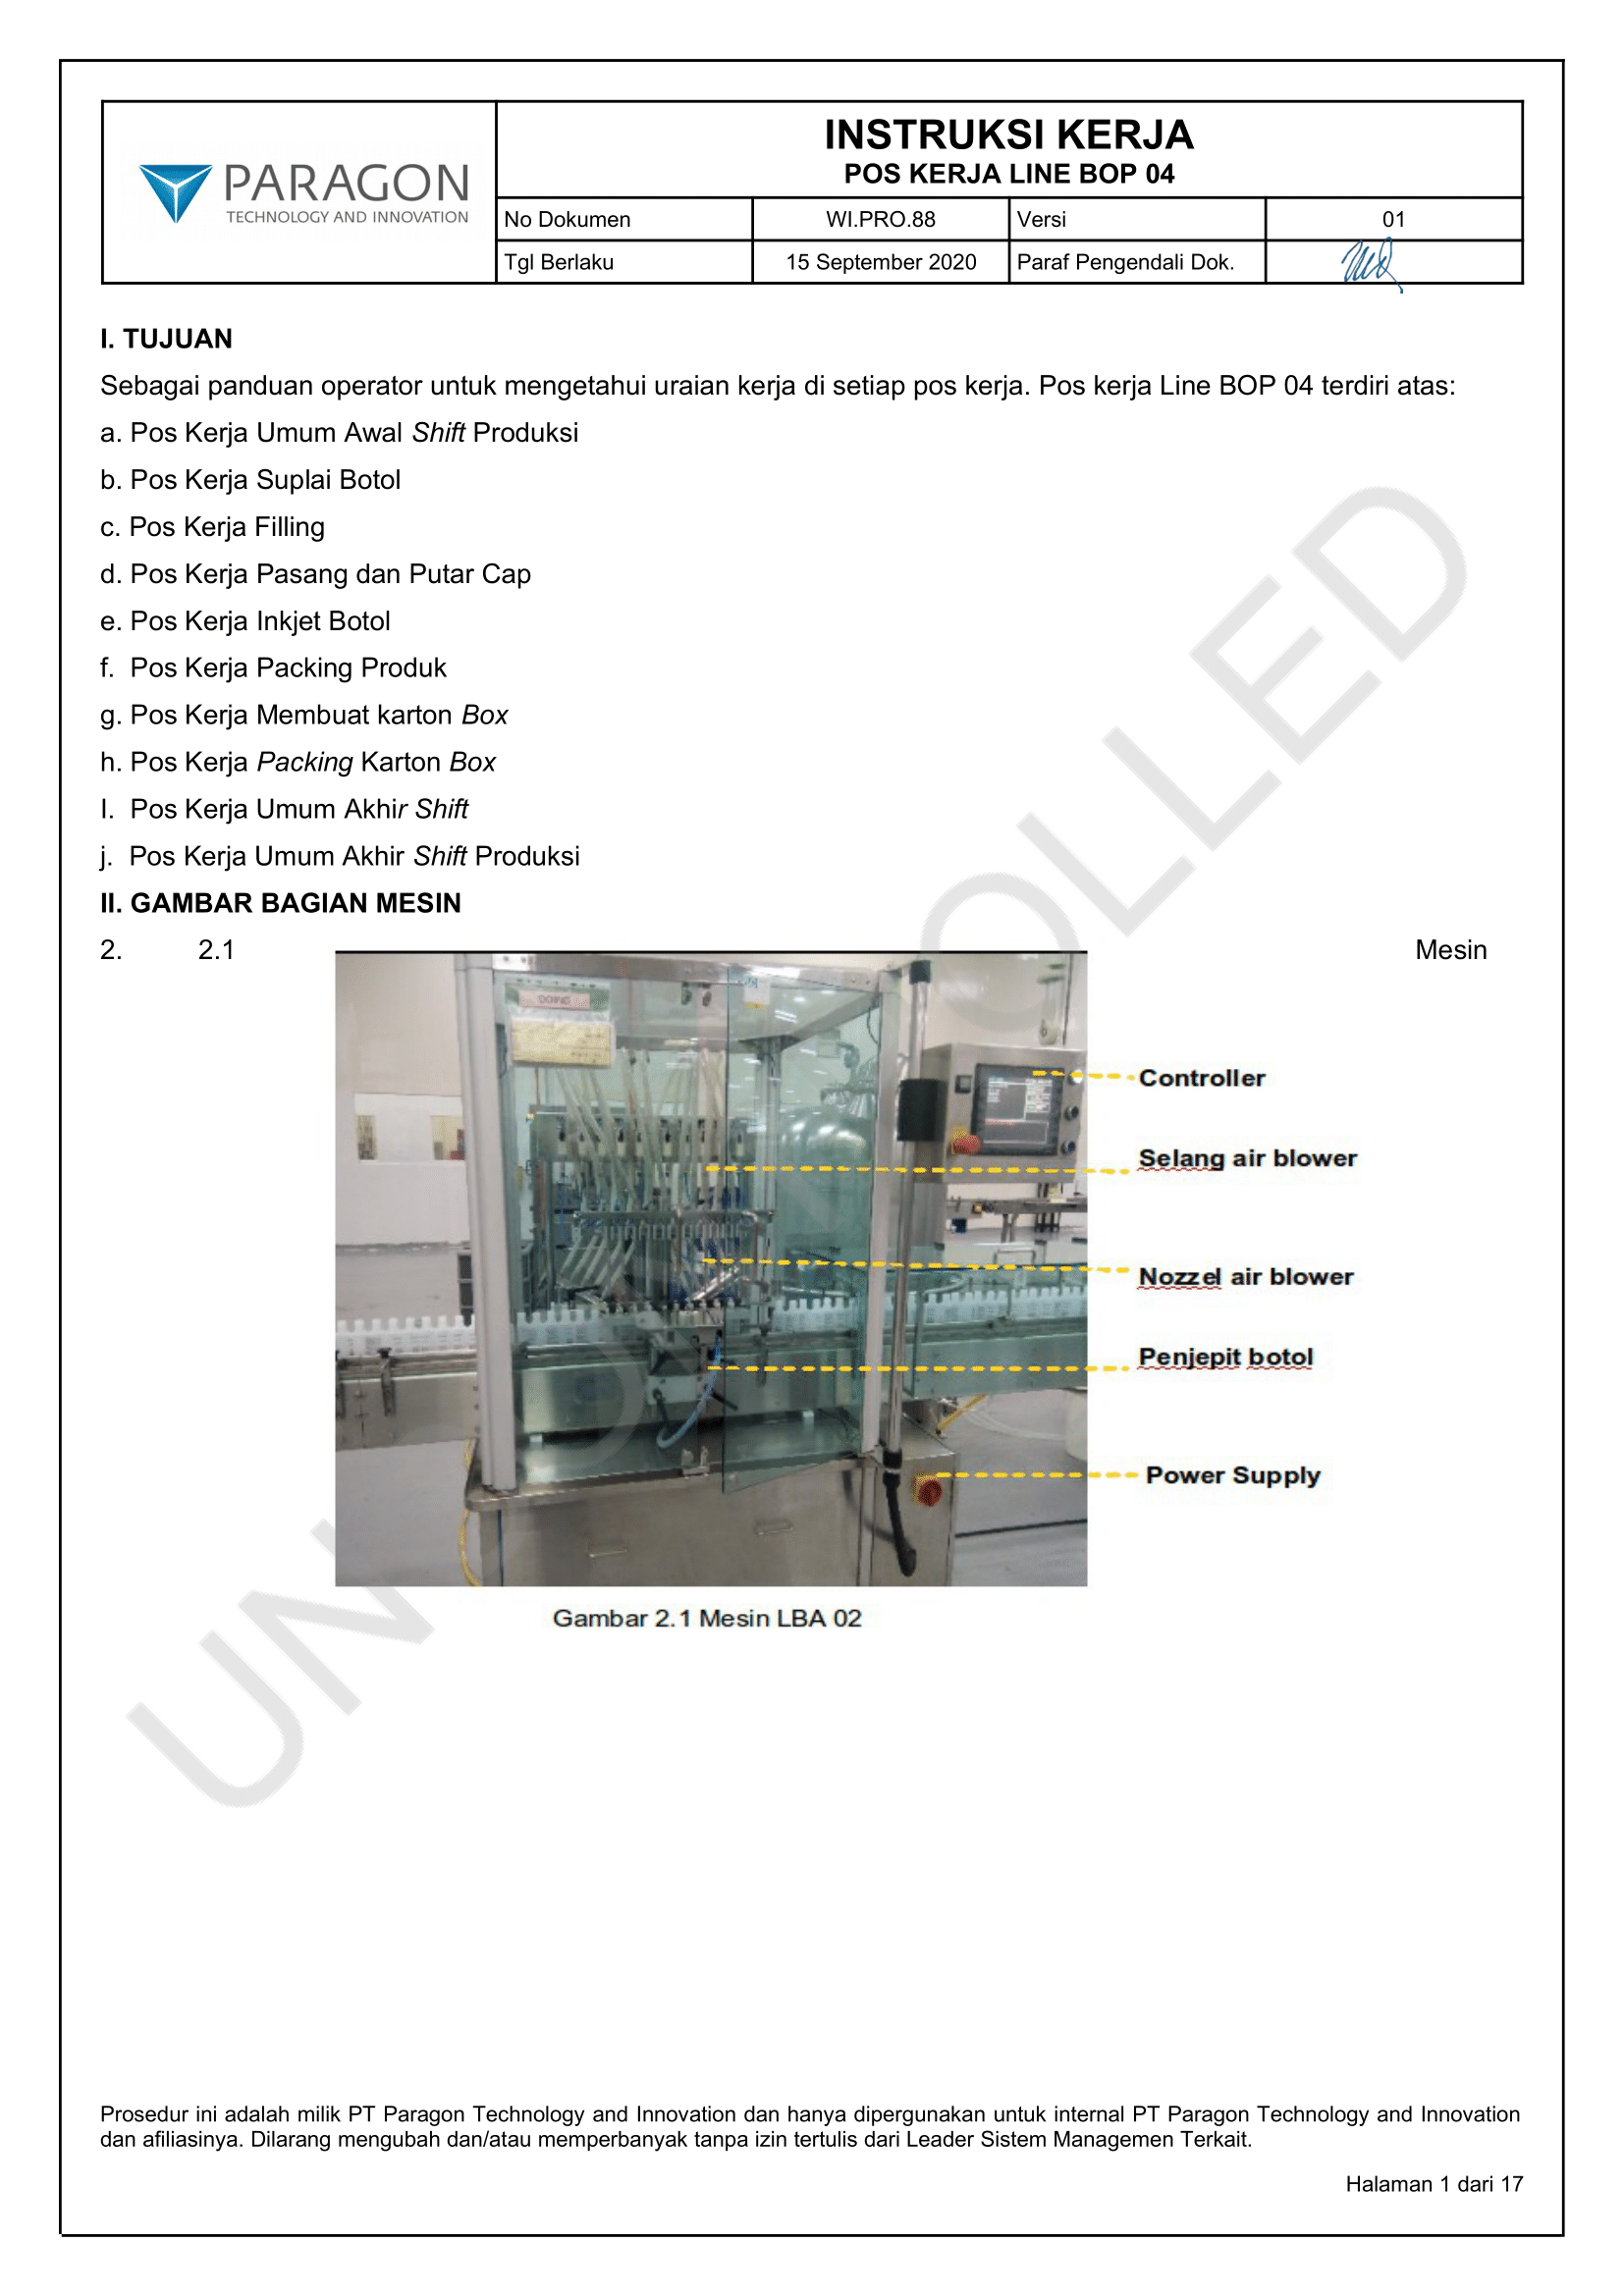 PARAGON
TECHNOLOGY AND INNOVATION
INSTRUKSI KERJA
POS KERJA LINE BOP 04
No Dokumen WI.PRO.88 Versi 01
Tgl Berlaku 15 September 2020 Paraf Pengendali Dok.
I. TUJUAN
Sebagai panduan operator untuk mengetahui uraian kerja di setiap pos kerja. Pos kerja Line BOP 04 terdiri atas:
a. Pos Kerja Umum Awal Shift Produksi
b. Pos Kerja Suplai Botol
c. Pos Kerja Filling
d. Pos Kerja Pasang dan Putar Cap
e. Pos Kerja Inkjet Botol
f. Pos Kerja Packing Produk
g. Pos Kerja Membuat karton Box
h. Pos Kerja Packing Karton Box
I. Pos Kerja Umum Akhir Shift
j. Pos Kerja Umum Akhir Shift Produksi
II. GAMBAR BAGIAN MESIN
2. 2.1 Mesin
Controller
Selang air blower
Nozzel air blower
Penjepit botol
Power Supply
Gambar 2.1 Mesin LBA 02
Prosedur ini adalah milik PT Paragon Technology and Innovation dan hanya dipergunakan untuk internal PT Paragon Technology and Innovation
dan afiliasinya. Dilarang mengubah dan/atau memperbanyak tanpa izin tertulis dari Leader Sistem Managemen Terkait.
Halaman 1 dari 17